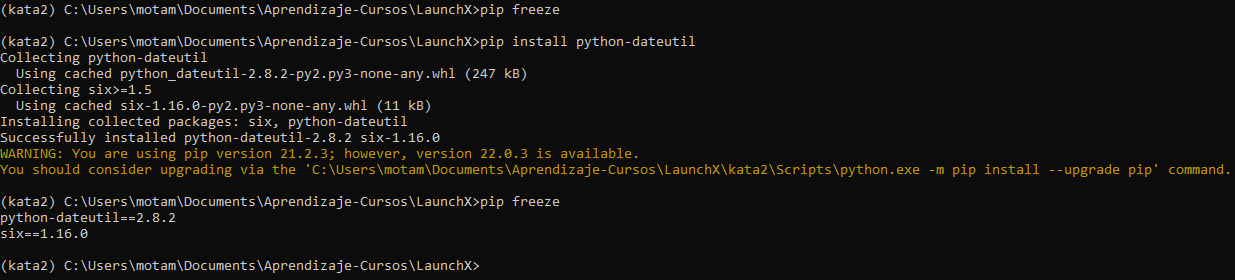 (kata2) C:\Users\motam\Documents\Aprendizaje-Cursos\LaunchX>pip freeze
(kata2) C:\Users\motam\Documents\Aprendizaje-Cursos\LaunchX>pip install python-dateutil
Collecting python-dateutil
  Using cached python_dateutil-2.8.2-py2.py3-none-any.whl (247 kB)
Collecting six>=1.5
  Using cached six-1.16.0-py2.py3-none-any.whl (11 kB)
Installing collected packages: six, python-dateutil
Successfully installed python-dateutil-2.8.2 six-1.16.0
WARNING: You are using pip version 21.2.3; however, version 22.0.3 is available.
You should consider upgrading via the 'C:\Users\motam\Documents\Aprendizaje-Cursos\LaunchX\kata2\Scripts\python.exe -m pip install --upgrade pip' command.
(kata2) C:\Users\motam\Documents\Aprendizaje-Cursos\LaunchX>pip freeze
python-dateutil==2.8.2
six==1.16.0
(kata2) C:\Users\motam\Documents\Aprendizaje-Cursos\LaunchX>